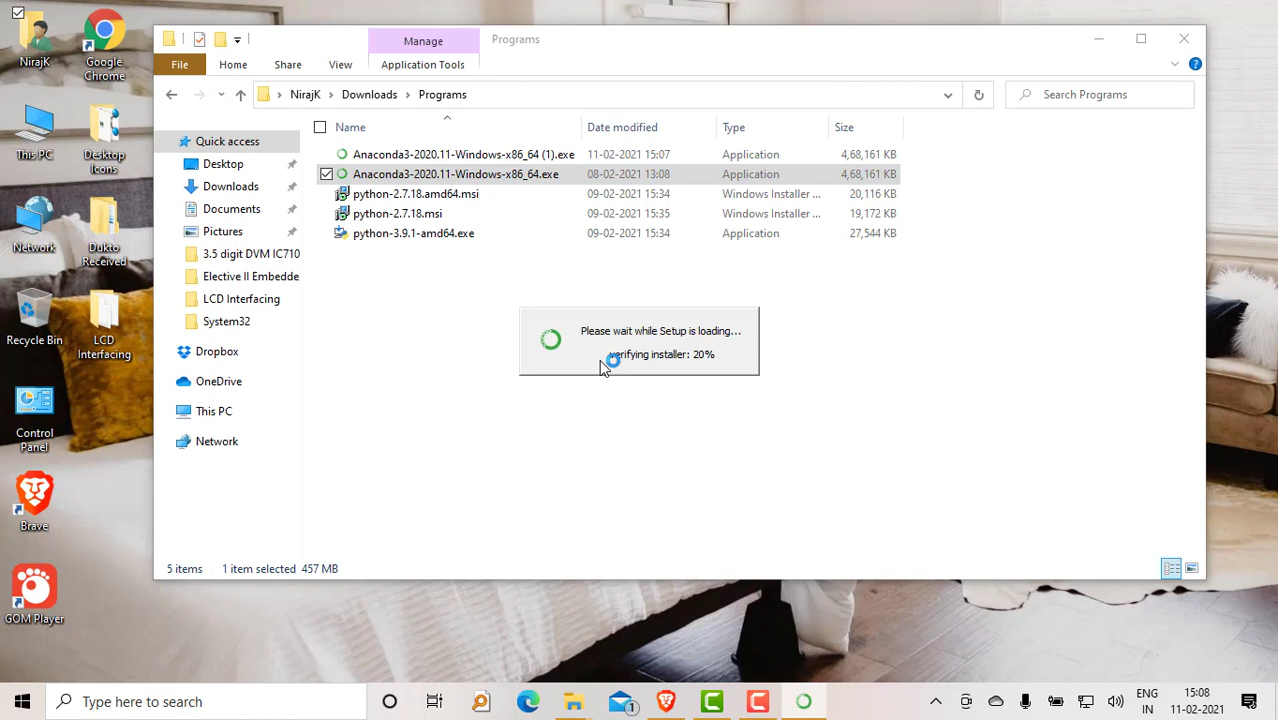 NirajK
Google
Chrome
This PC
Desktop
Icons
Network
Dukto
Received
Recycle Bin
LCD
Interfacing
Control
Panel
Brave
GOM Player
Manage
Programs
File
Home
Share
View
Application Tools
NirajK
Downloads
Programs
Search Programs
Quick access
Desktop
Downloads
Documents
Pictures
3.5 digit DVM IC710
Elective II Embedde
LCD Interfacing
System32
Dropbox
OneDrive
This PC
Network
Name Date modified Type Size
Anaconda3-2020.11-Windows-x86_64 (1).exe 11-02-2021 15:07 Application 4,68,161 KB
Anaconda3-2020.11-Windows-x86_64.exe 08-02-2021 13:08 Application 4,68,161 KB
python-2.7.18.amd64.msi 09-02-2021 15:34 Windows Installer ... 20,116 KB
python-2.7.18.msi 09-02-2021 15:35 Windows Installer ... 19,172 KB
python-3.9.1-amd64.exe 09-02-2021 15:34 Application 27,544 KB
Please wait while Setup is loading...
verifying installer: 20%
5 items 1 item selected 457 MB
Type here to search
1
ENG
IN
15:08
11-02-2021